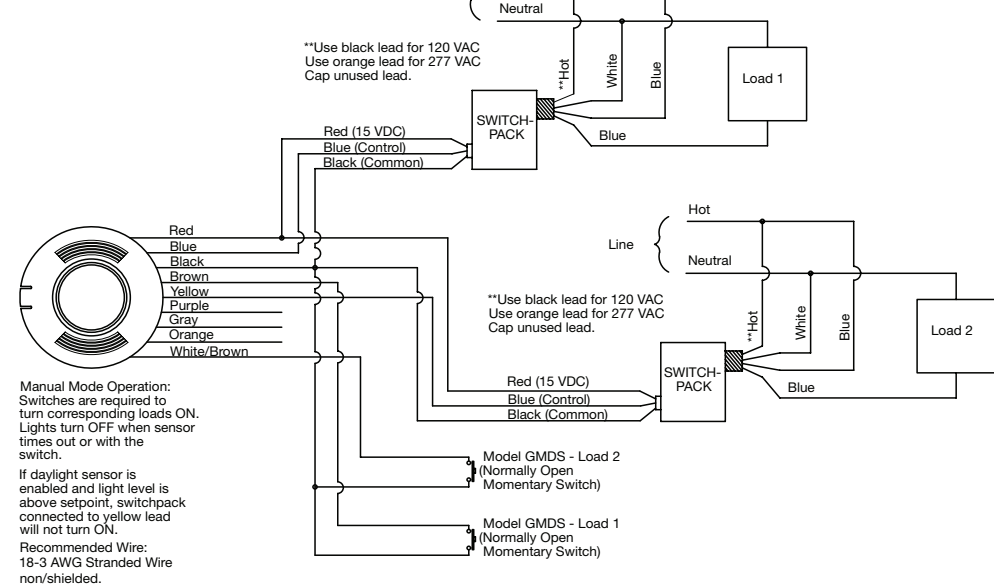 Neutral
**Use black lead for 120 VAC
Use orange lead for 277 VAC
Cap unused lead.
**Hot
White
Blue
Load 1
SWITCH-
PACK
Blue
Red (15 VDC)
Blue (Control)
Black (Common)
Red
Blue
Black
Brown
Yellow
Purple
Gray
Orange
White/Brown
Hot
Line
Neutral
**Use black lead for 120 VAC
Use orange lead for 277 VAC
Cap unused lead.
**Hot
White
Blue
Load 2
SWITCH-
PACK
Blue
Red (15 VDC)
Blue (Control)
Black (Common)
Manual Mode Operation:
Switches are required to
turn corresponding loads ON.
Lights turn OFF when sensor
times out or with the
switch.
If daylight sensor is
enabled and light level is
above setpoint, switchpack
connected to yellow lead
will not turn ON.
Recommended Wire:
18-3 AWG Stranded Wire
non/shielded.
Model GMDS - Load 2
(Normally Open
Momentary Switch)
Model GMDS - Load 1
(Normally Open
Momentary Switch)